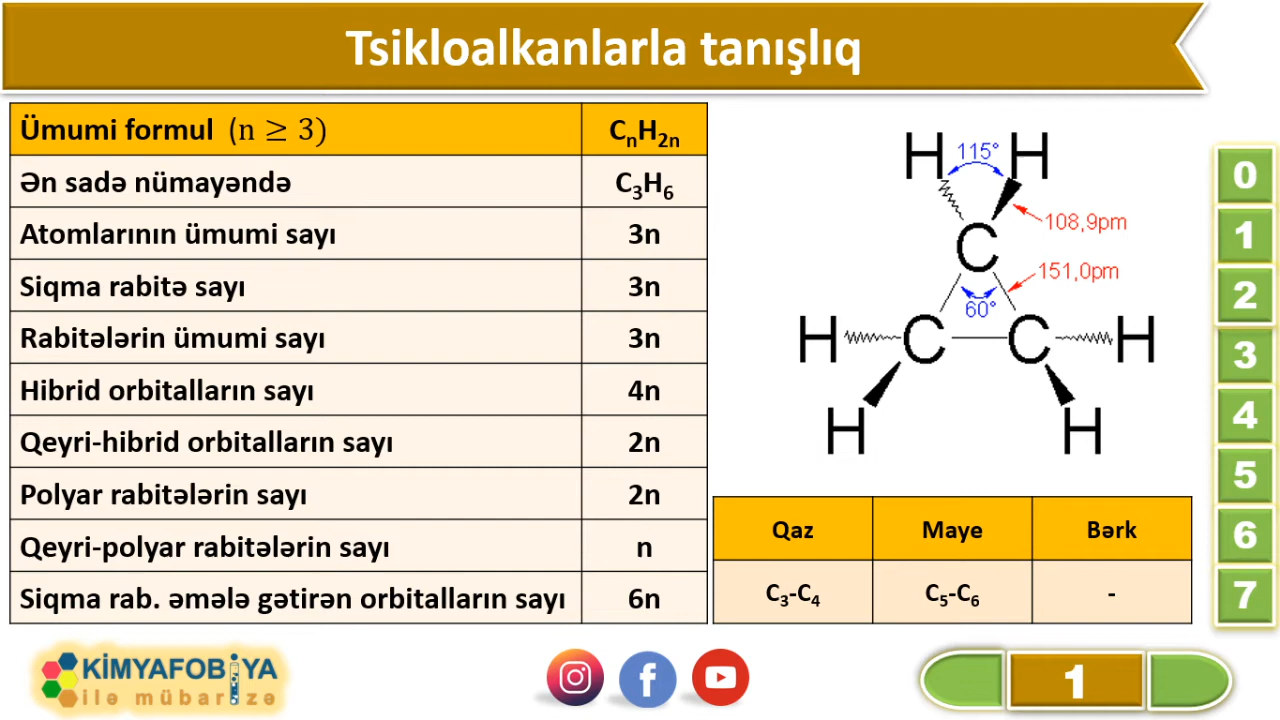 Tsikloalkanlarla tanışlıq
Ümumi formul (n ≥ 3) CₙH₂ₙ
Ən sadə nümayəndə C₃H₆
Atomlarının ümumi sayı 3n
Siqma rabitə sayı 3n
Rabitələrin ümumi sayı 3n
Hibrid orbitalların sayı 4n
Qeyri-hibrid orbitalların sayı 2n
Polyar rabitələrin sayı 2n
Qeyri-polyar rabitələrin sayı n
Siqma rab. əmələ gətirən orbitalların sayı 6n
H 115° H
108,9pm
C
151,0pm
60°
H C C H
H H
Qaz Maye Bərk
C₃-C₄ C₅-C₆ -
0
1
2
3
4
5
6
7
KİMYAFOBİYA
ilə mübarizə
1